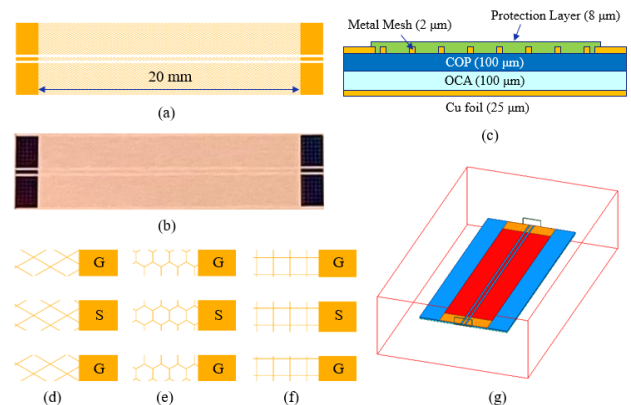 Protection Layer (8 μm)
Metal Mesh (2 μm)
20 mm
(a)
COP (100 μm)
OCA (100 μm)
Cu foil (25 μm)
(c)
(b)
G G G
S S S
G G G
(d) (e) (f) (g)